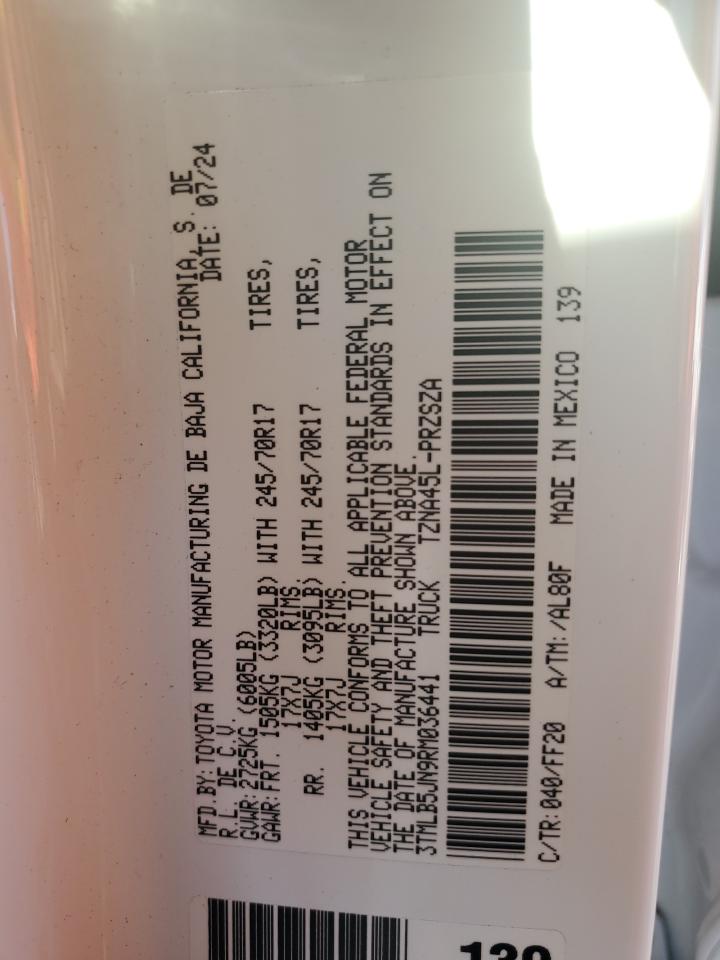 MFD.BY:TOYOTA MOTOR MANUFACTURING DE BAJA CALIFORNIA, S. DE
R.L. DE C.V. DATE: 07/24
GVWR:2725KG (6005LB)
GAWR:FRT. 1505KG (3320LB) WITH 245/70R17 TIRES,
17X7J RIMS,
RR. 1405KG (3095LB) WITH 245/70R17 TIRES,
17X7J RIMS.
THIS VEHICLE CONFORMS TO ALL APPLICABLE FEDERAL MOTOR
VEHICLE SAFETY AND THEFT PREVENTION STANDARDS IN EFFECT ON
THE DATE OF MANUFACTURE SHOWN ABOVE.
3TMLB5JN9RM036441 TRUCK TZNA45L-PRZSZA
C/TR:040/FF20 A/TM:/AL80F MADE IN MEXICO 139
139